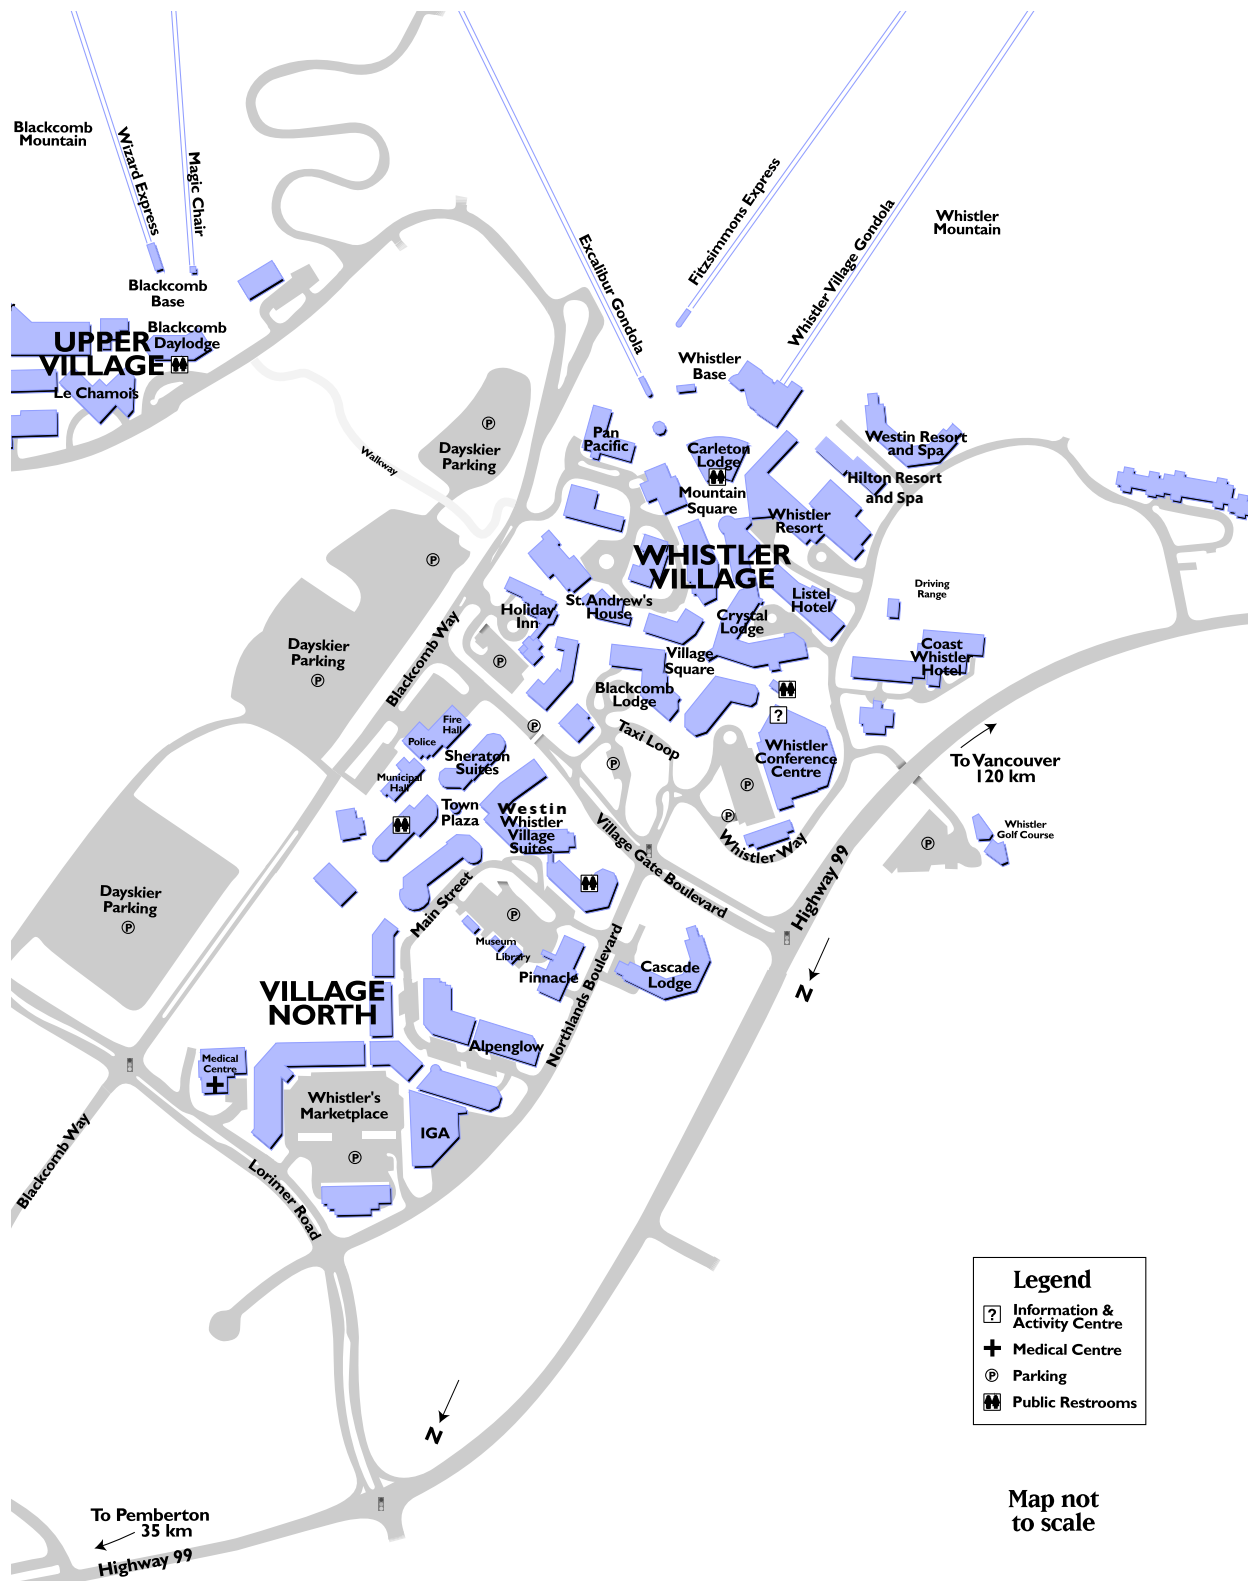 Blackcomb
Mountain
Wizard Express
Magic Chair
Blackcomb
Base
Blackcomb
Daylodge
UPPER
VILLAGE
Le Chamois
Excalibur Gondola
Fitzsimmons Express
Whistler Village Gondola
Whistler
Mountain
Whistler
Base
Walkway
P
Dayskier
Parking
Pan
Pacific
Carleton
Lodge
Mountain
Square
Westin Resort
and Spa
Hilton Resort
and Spa
Whistler
Resort
WHISTLER
VILLAGE
P
Holiday
Inn
St. Andrew's
House
Crystal
Lodge
Listel
Hotel
Driving
Range
Coast
Whistler
Hotel
Dayskier
Parking
P
Blackcomb Way
P
Village
Square
Blackcomb
Lodge
?
Taxi Loop
P
P
Whistler
Conference
Centre
P
P
Whistler Way
To Vancouver
120 km
Whistler
Golf Course
P
Fire
Hall
Police
Municipal
Hall
Sheraton
Suites
Town
Plaza
Westin
Whistler
Village
Suites
Village Gate Boulevard
Highway 99
N
Dayskier
Parking
P
Main Street
P
Museum
Library
Pinnacle
Cascade
Lodge
Northlands Boulevard
VILLAGE
NORTH
Alpenglow
Medical
Centre
Whistler's
Marketplace
IGA
P
Blackcomb Way
Lorimer Road
N
To Pemberton
35 km
Highway 99
Legend
?
Information &
Activity Centre
Medical Centre
P
Parking
Public Restrooms
Map not
to scale